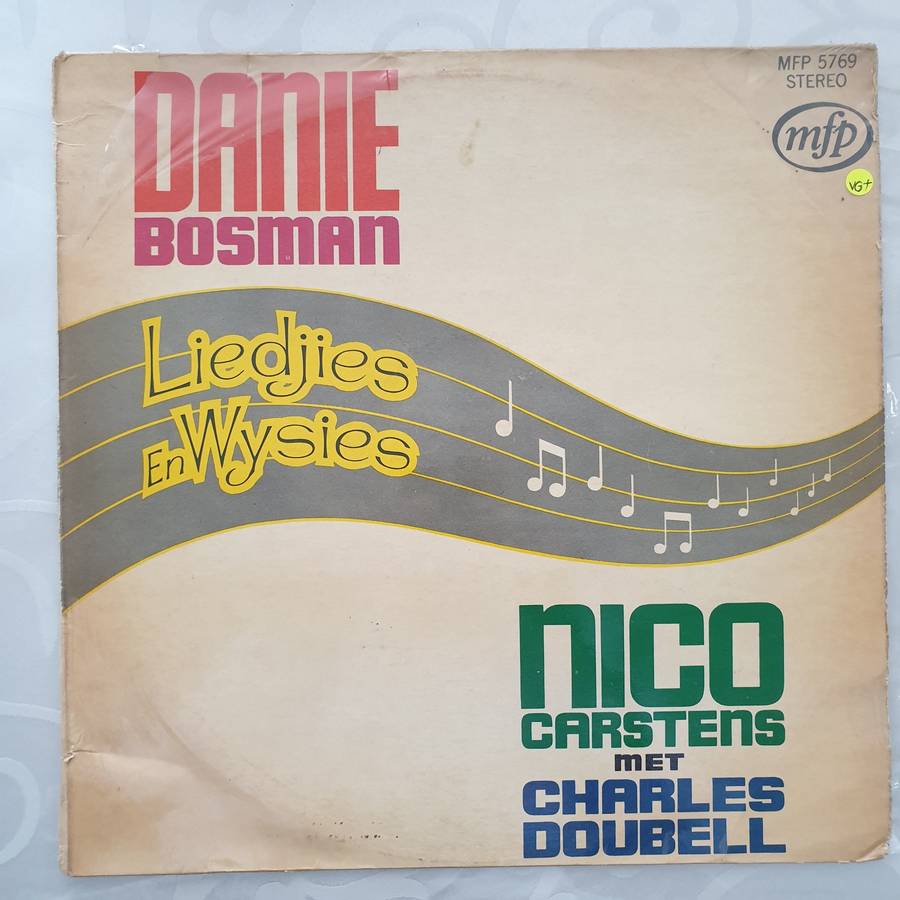 MFP 5769
STEREO
mfp
VG+
DANIE
BOSMAN
Liedjies
En Wysies
NICO
CARSTENS
MET
CHARLES
DOUBELL